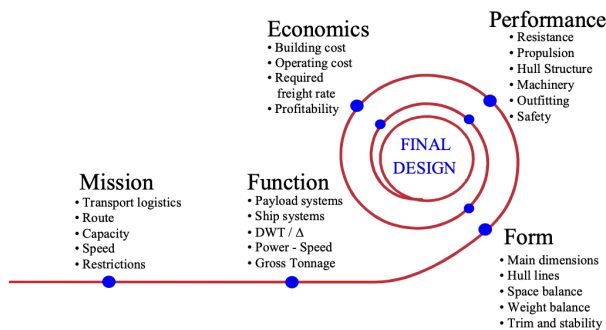 Economics
• Building cost
• Operating cost
• Required
freight rate
• Profitability
Performance
• Resistance
• Propulsion
• Hull Structure
• Machinery
• Outfitting
• Safety
FINAL
DESIGN
Mission
• Transport logistics
• Route
• Capacity
• Speed
• Restrictions
Function
• Payload systems
• Ship systems
• DWT / Δ
• Power - Speed
• Gross Tonnage
Form
• Main dimensions
• Hull lines
• Space balance
• Weight balance
• Trim and stability